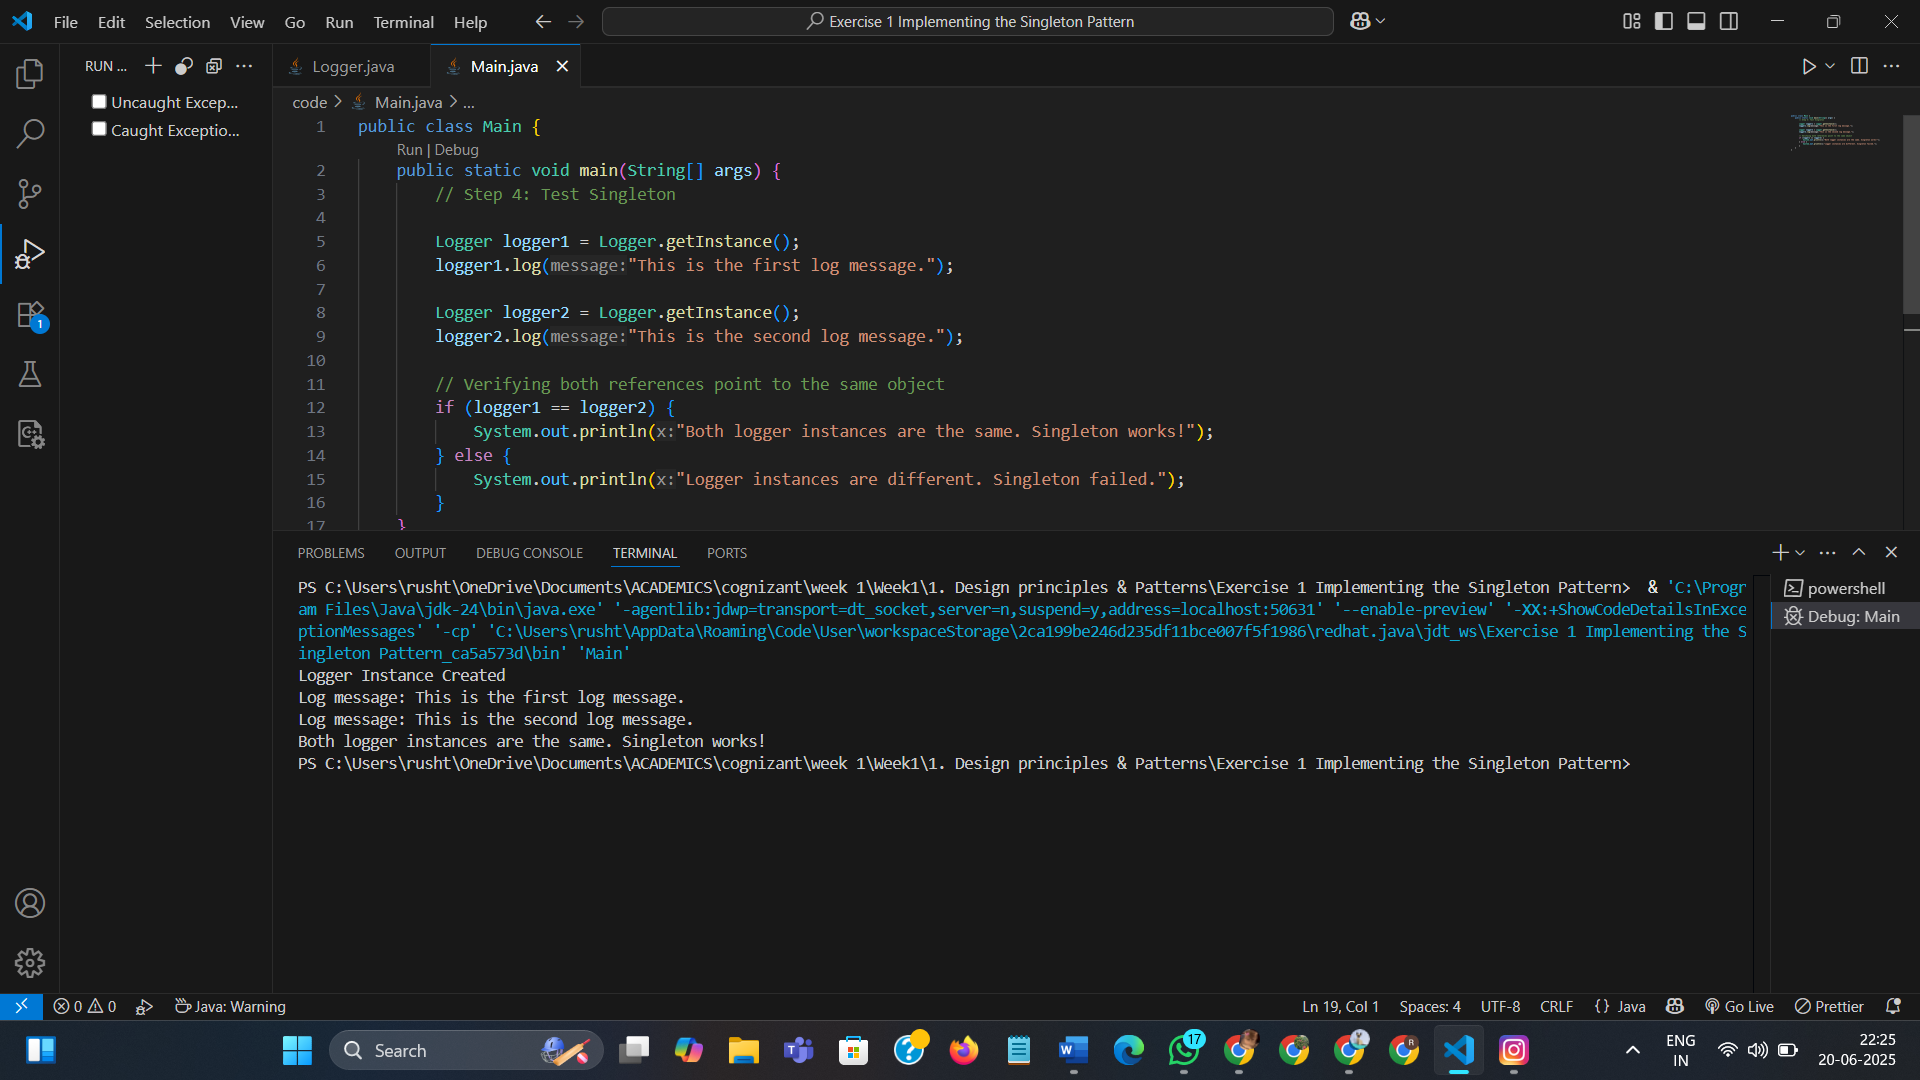 File Edit Selection View Go Run Terminal Help
Exercise 1 Implementing the Singleton Pattern
RUN ...
Uncaught Excep...
Caught Exceptio...
Logger.java
Main.java
code > Main.java > ...
1 public class Main {
Run | Debug
2 public static void main(String[] args) {
3 // Step 4: Test Singleton
4
5 Logger logger1 = Logger.getInstance();
6 logger1.log(message:"This is the first log message.");
7
8 Logger logger2 = Logger.getInstance();
9 logger2.log(message:"This is the second log message.");
10
11 // Verifying both references point to the same object
12 if (logger1 == logger2) {
13 System.out.println(x:"Both logger instances are the same. Singleton works!");
14 } else {
15 System.out.println(x:"Logger instances are different. Singleton failed.");
16 }
17 }
1
PROBLEMS OUTPUT DEBUG CONSOLE TERMINAL PORTS
PS C:\Users\rusht\OneDrive\Documents\ACADEMICS\cognizant\week 1\Week1\1. Design principles & Patterns\Exercise 1 Implementing the Singleton Pattern> & 'C:\Progr
am Files\Java\jdk-24\bin\java.exe' '-agentlib:jdwp=transport=dt_socket,server=n,suspend=y,address=localhost:50631' '--enable-preview' '-XX:+ShowCodeDetailsInExce
ptionMessages' '-cp' 'C:\Users\rusht\AppData\Roaming\Code\User\workspaceStorage\2ca199be246d235df11bce007f5f1986\redhat.java\jdt_ws\Exercise 1 Implementing the S
ingleton Pattern_ca5a573d\bin' 'Main'
Logger Instance Created
Log message: This is the first log message.
Log message: This is the second log message.
Both logger instances are the same. Singleton works!
PS C:\Users\rusht\OneDrive\Documents\ACADEMICS\cognizant\week 1\Week1\1. Design principles & Patterns\Exercise 1 Implementing the Singleton Pattern>
powershell
Debug: Main
0 0 Java: Warning
Ln 19, Col 1 Spaces: 4 UTF-8 CRLF {} Java Go Live Prettier
Search
17
R
ENG
IN
22:25
20-06-2025